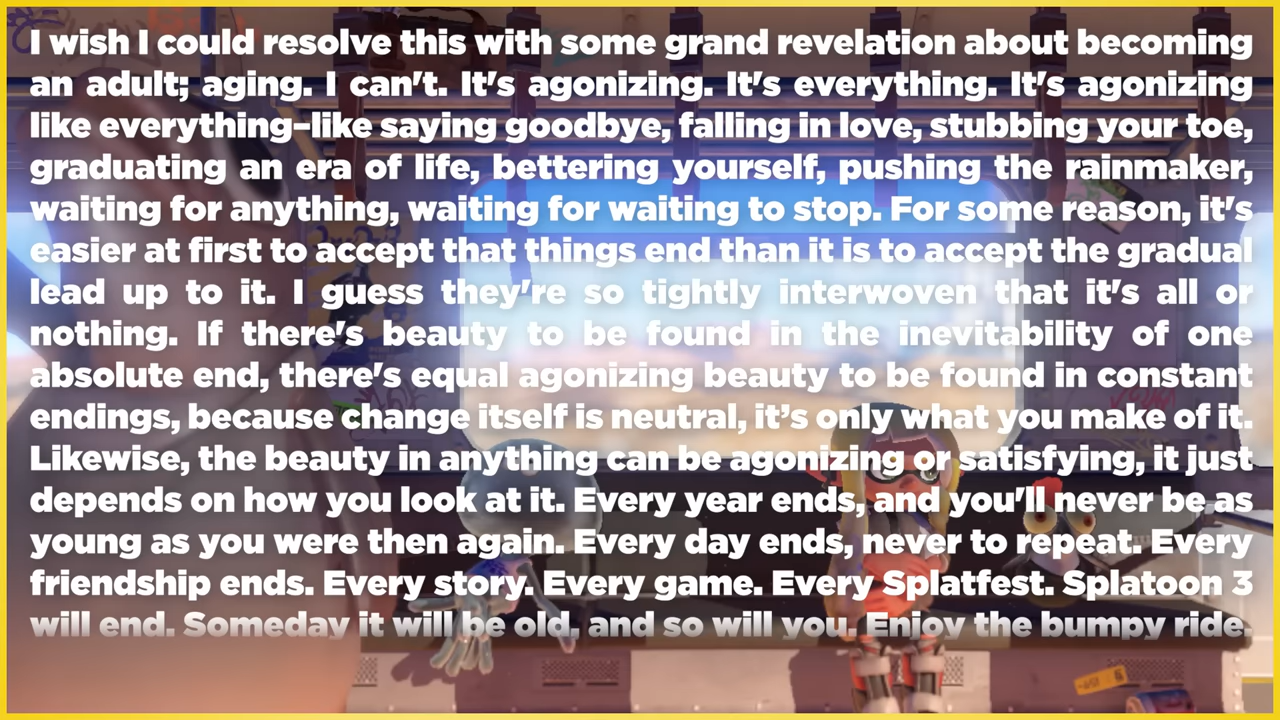 I wish I could resolve this with some grand revelation about becoming
an adult; aging. I can't. It's agonizing. It's everything. It's agonizing
like everything–like saying goodbye, falling in love, stubbing your toe,
graduating an era of life, bettering yourself, pushing the rainmaker,
waiting for anything, waiting for waiting to stop. For some reason, it's
easier at first to accept that things end than it is to accept the gradual
lead up to it. I guess they're so tightly interwoven that it's all or
nothing. If there's beauty to be found in the inevitability of one
absolute end, there's equal agonizing beauty to be found in constant
endings, because change itself is neutral, it’s only what you make of it.
Likewise, the beauty in anything can be agonizing or satisfying, it just
depends on how you look at it. Every year ends, and you'll never be as
young as you were then again. Every day ends, never to repeat. Every
friendship ends. Every story. Every game. Every Splatfest. Splatoon 3
will end. Someday it will be old, and so will you. Enjoy the bumpy ride.